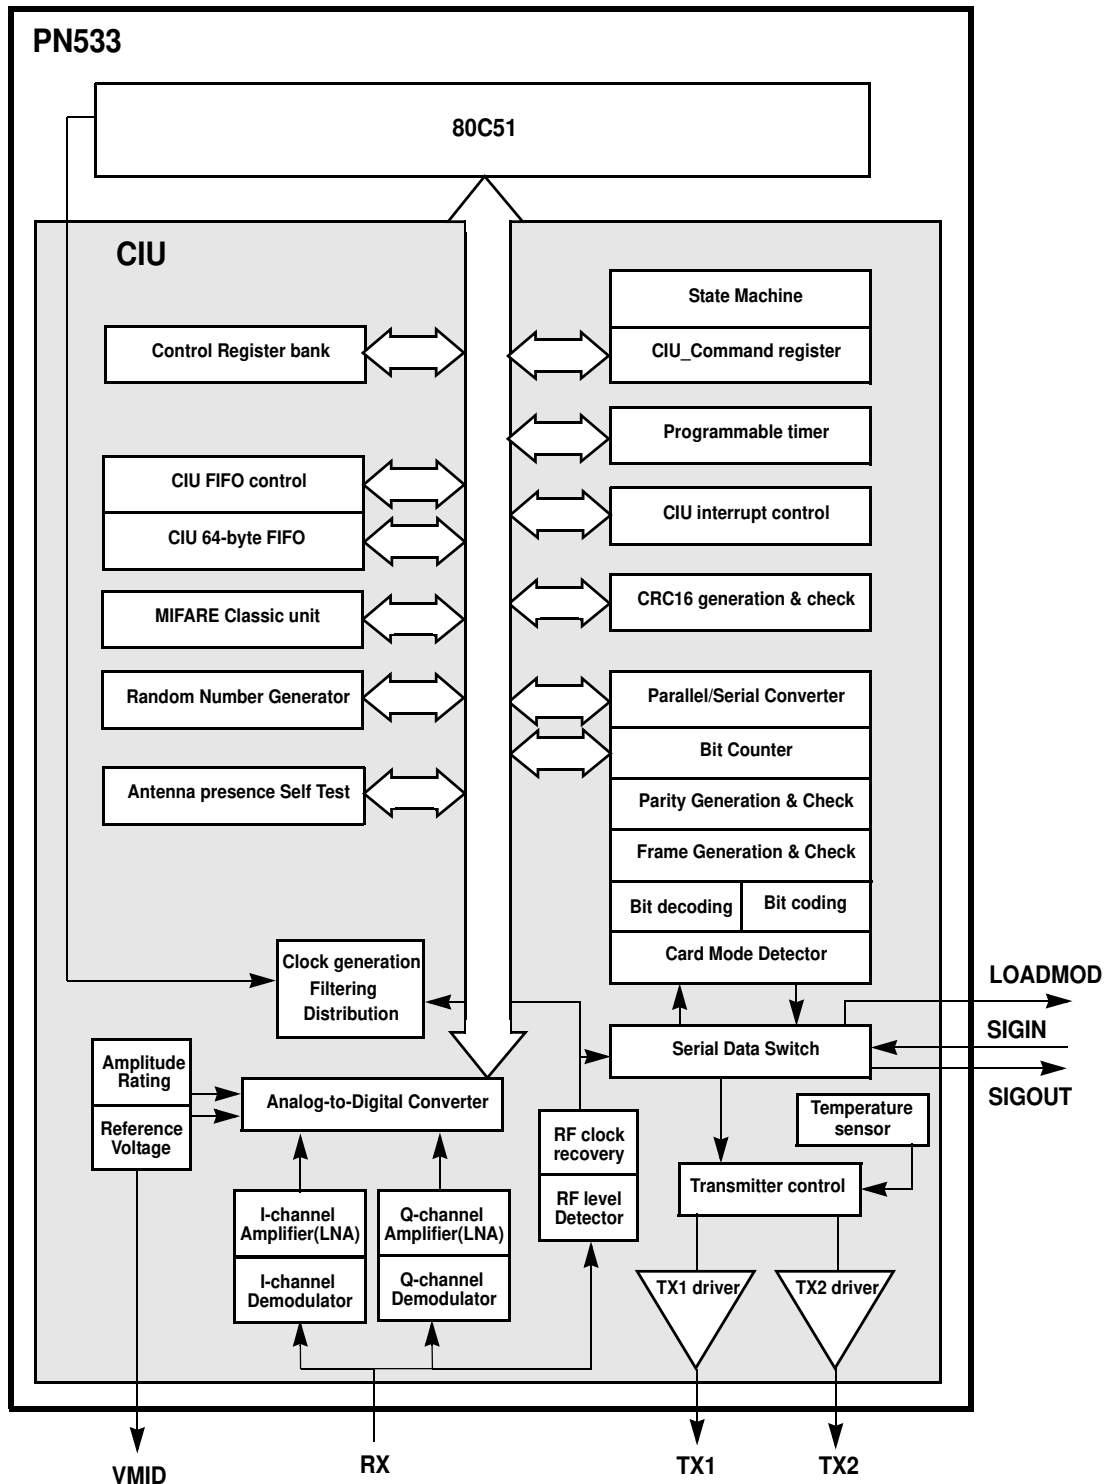 PN533
80C51
CIU
State Machine
Control Register bank
CIU_Command register
Programmable timer
CIU FIFO control
CIU interrupt control
CIU 64-byte FIFO
MIFARE Classic unit
CRC16 generation & check
Random Number Generator
Parallel/Serial Converter
Bit Counter
Antenna presence Self Test
Parity Generation & Check
Frame Generation & Check
Bit decoding
Bit coding
Card Mode Detector
Clock generation
Filtering
Distribution
LOADMOD
SIGIN
Serial Data Switch
SIGOUT
Amplitude
Rating
Reference
Voltage
Analog-to-Digital Converter
Temperature
sensor
RF clock
recovery
RF level
Detector
Transmitter control
I-channel
Amplifier(LNA)
Q-channel
Amplifier(LNA)
I-channel
Demodulator
Q-channel
Demodulator
TX1 driver
TX2 driver
VMID
RX
TX1
TX2